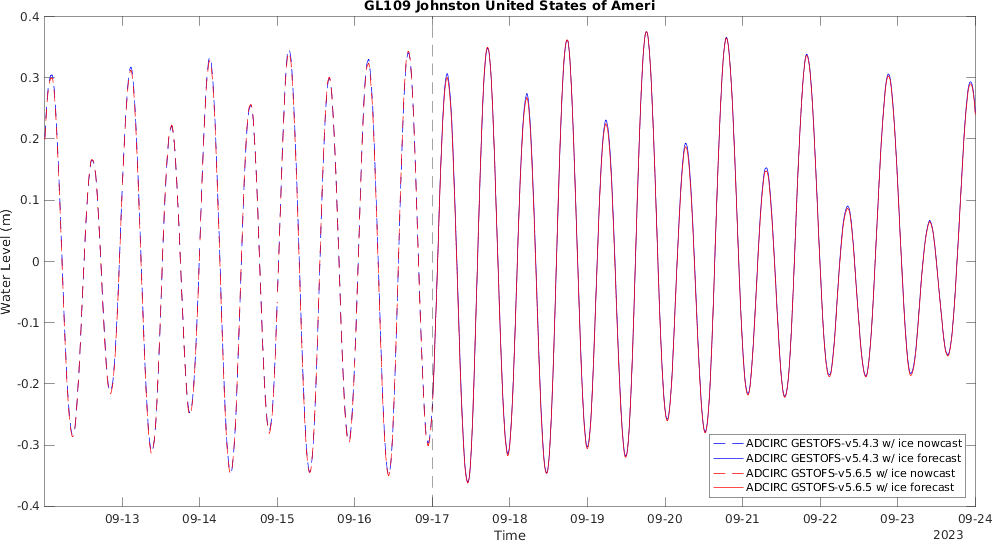 GL109 Johnston United States of Ameri
0.4
0.3
0.2
0.1
0
-0.1
-0.2
-0.3
-0.4
Water Level (m)
ADCIRC GESTOFS-v5.4.3 w/ ice nowcast
ADCIRC GESTOFS-v5.4.3 w/ ice forecast
ADCIRC GSTOFS-v5.6.5 w/ ice nowcast
ADCIRC GSTOFS-v5.6.5 w/ ice forecast
09-13 09-14 09-15 09-16 09-17 09-18 09-19 09-20 09-21 09-22 09-23 09-24
Time
2023